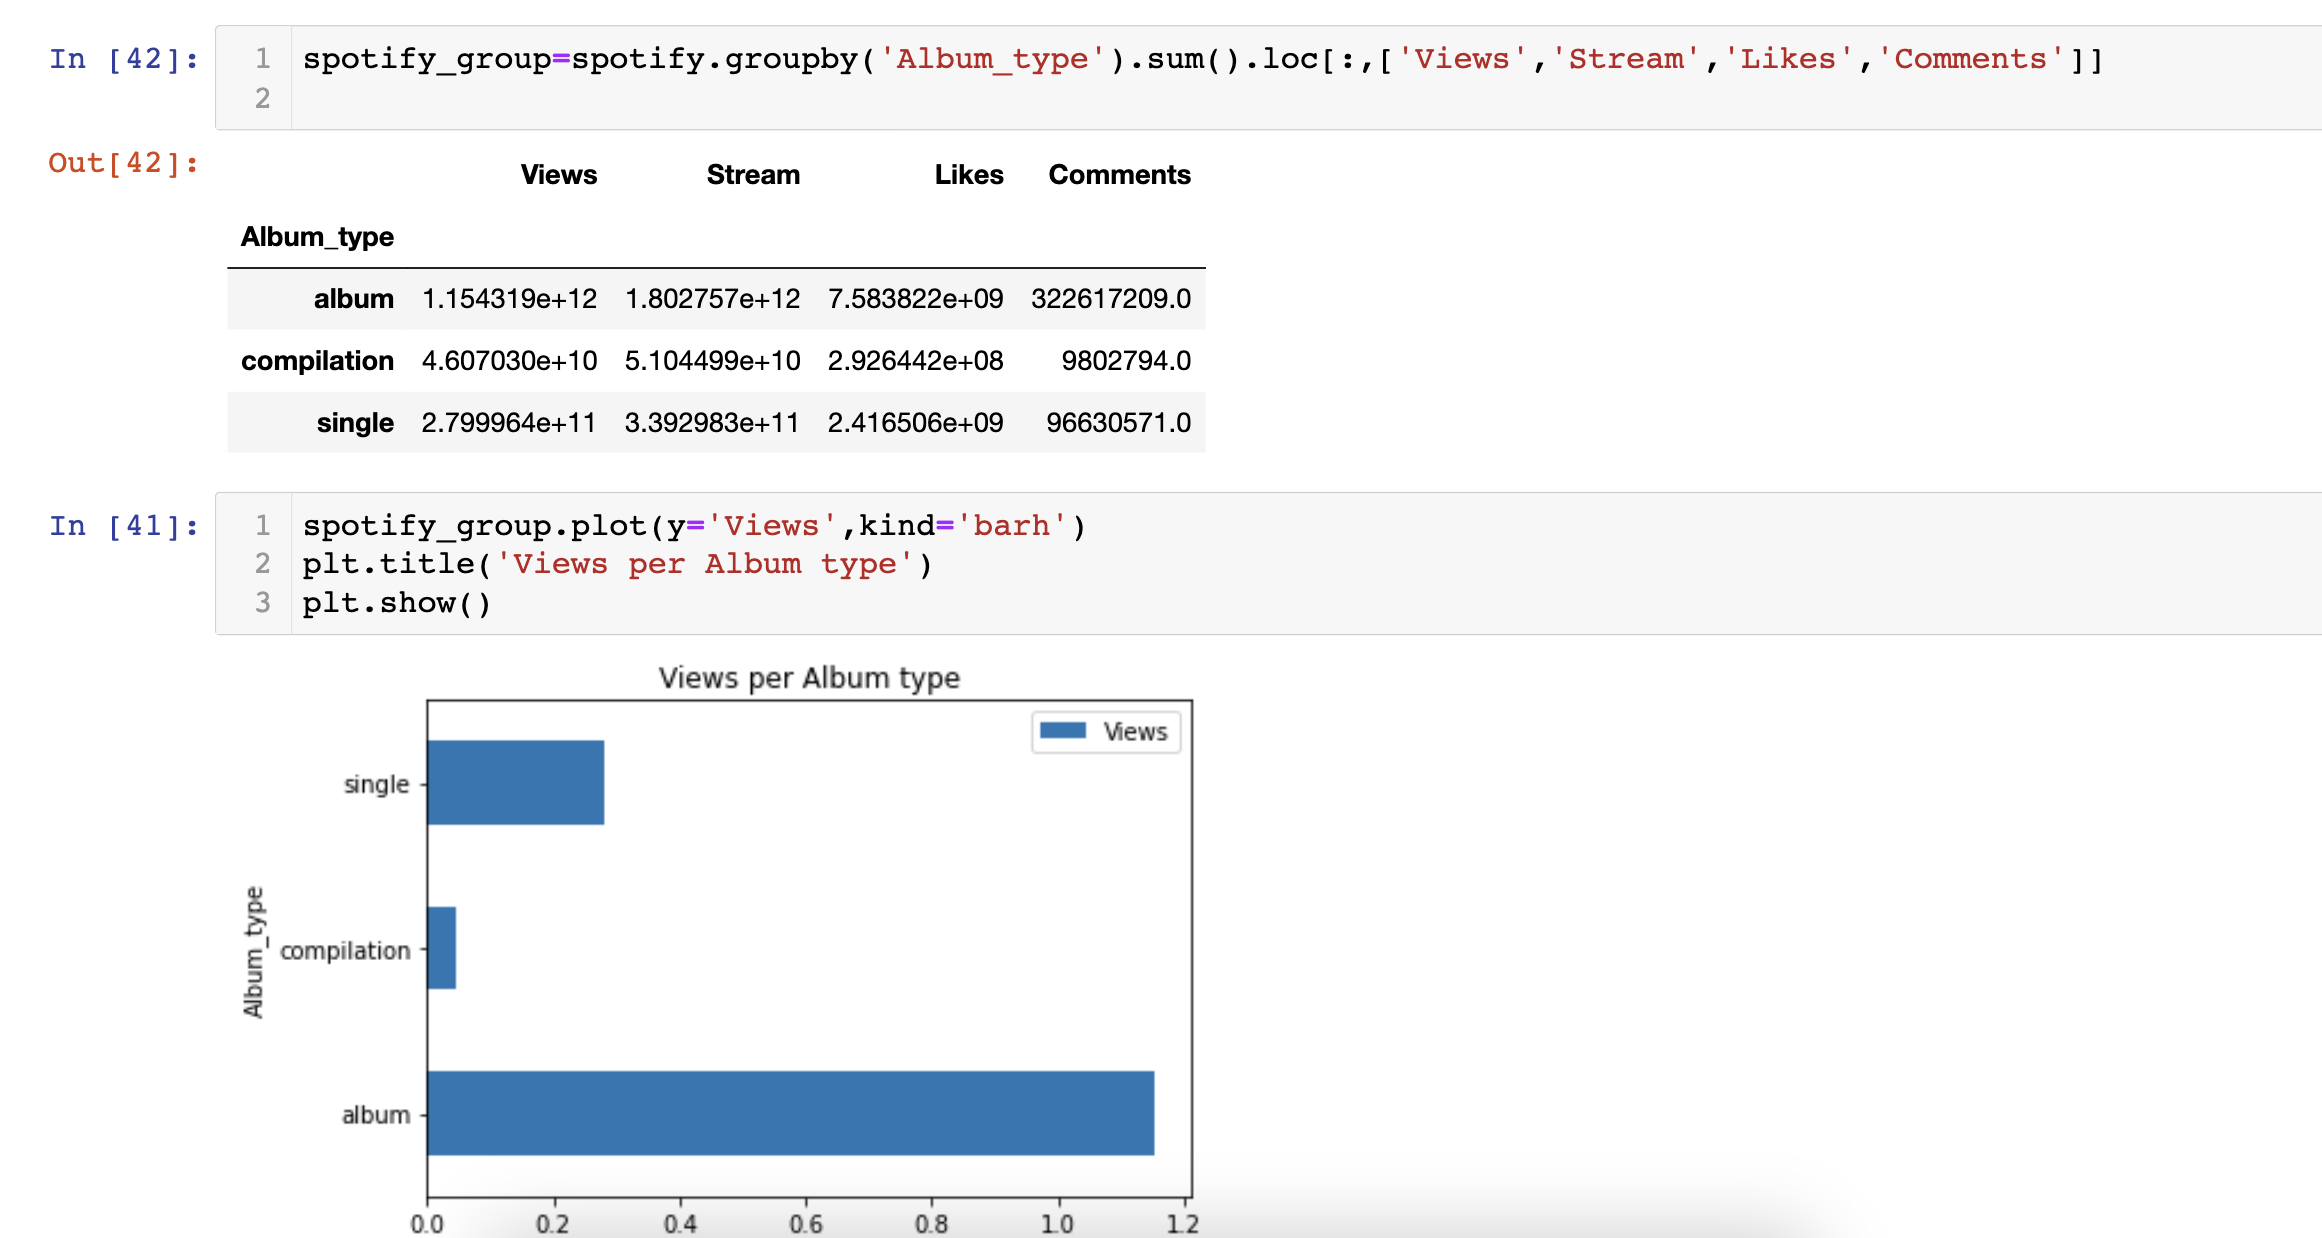 In [42]:
1 spotify_group=spotify.groupby('Album_type').sum().loc[:,['Views','Stream','Likes','Comments']]
2
Out[42]:
Views Stream Likes Comments
Album_type
album 1.154319e+12 1.802757e+12 7.583822e+09 322617209.0
compilation 4.607030e+10 5.104499e+10 2.926442e+08 9802794.0
single 2.799964e+11 3.392983e+11 2.416506e+09 96630571.0
In [41]:
1 spotify_group.plot(y='Views',kind='barh')
2 plt.title('Views per Album type')
3 plt.show()
Views per Album type
Views
single
compilation
album
Album_type
0.0 0.2 0.4 0.6 0.8 1.0 1.2